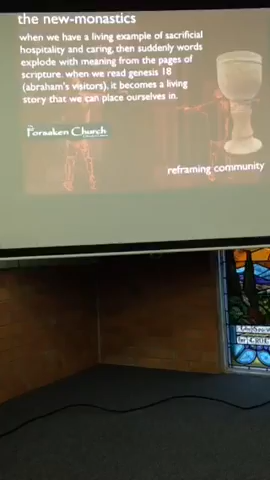 the new-monastics
when we have a living example of sacrificial
hospitality and caring, then suddenly words
explode with meaning from the pages of
scripture. when we read genesis 18
(abraham's visitors), it becomes a living
story that we can place ourselves in.
Forsaken Church
reframing community